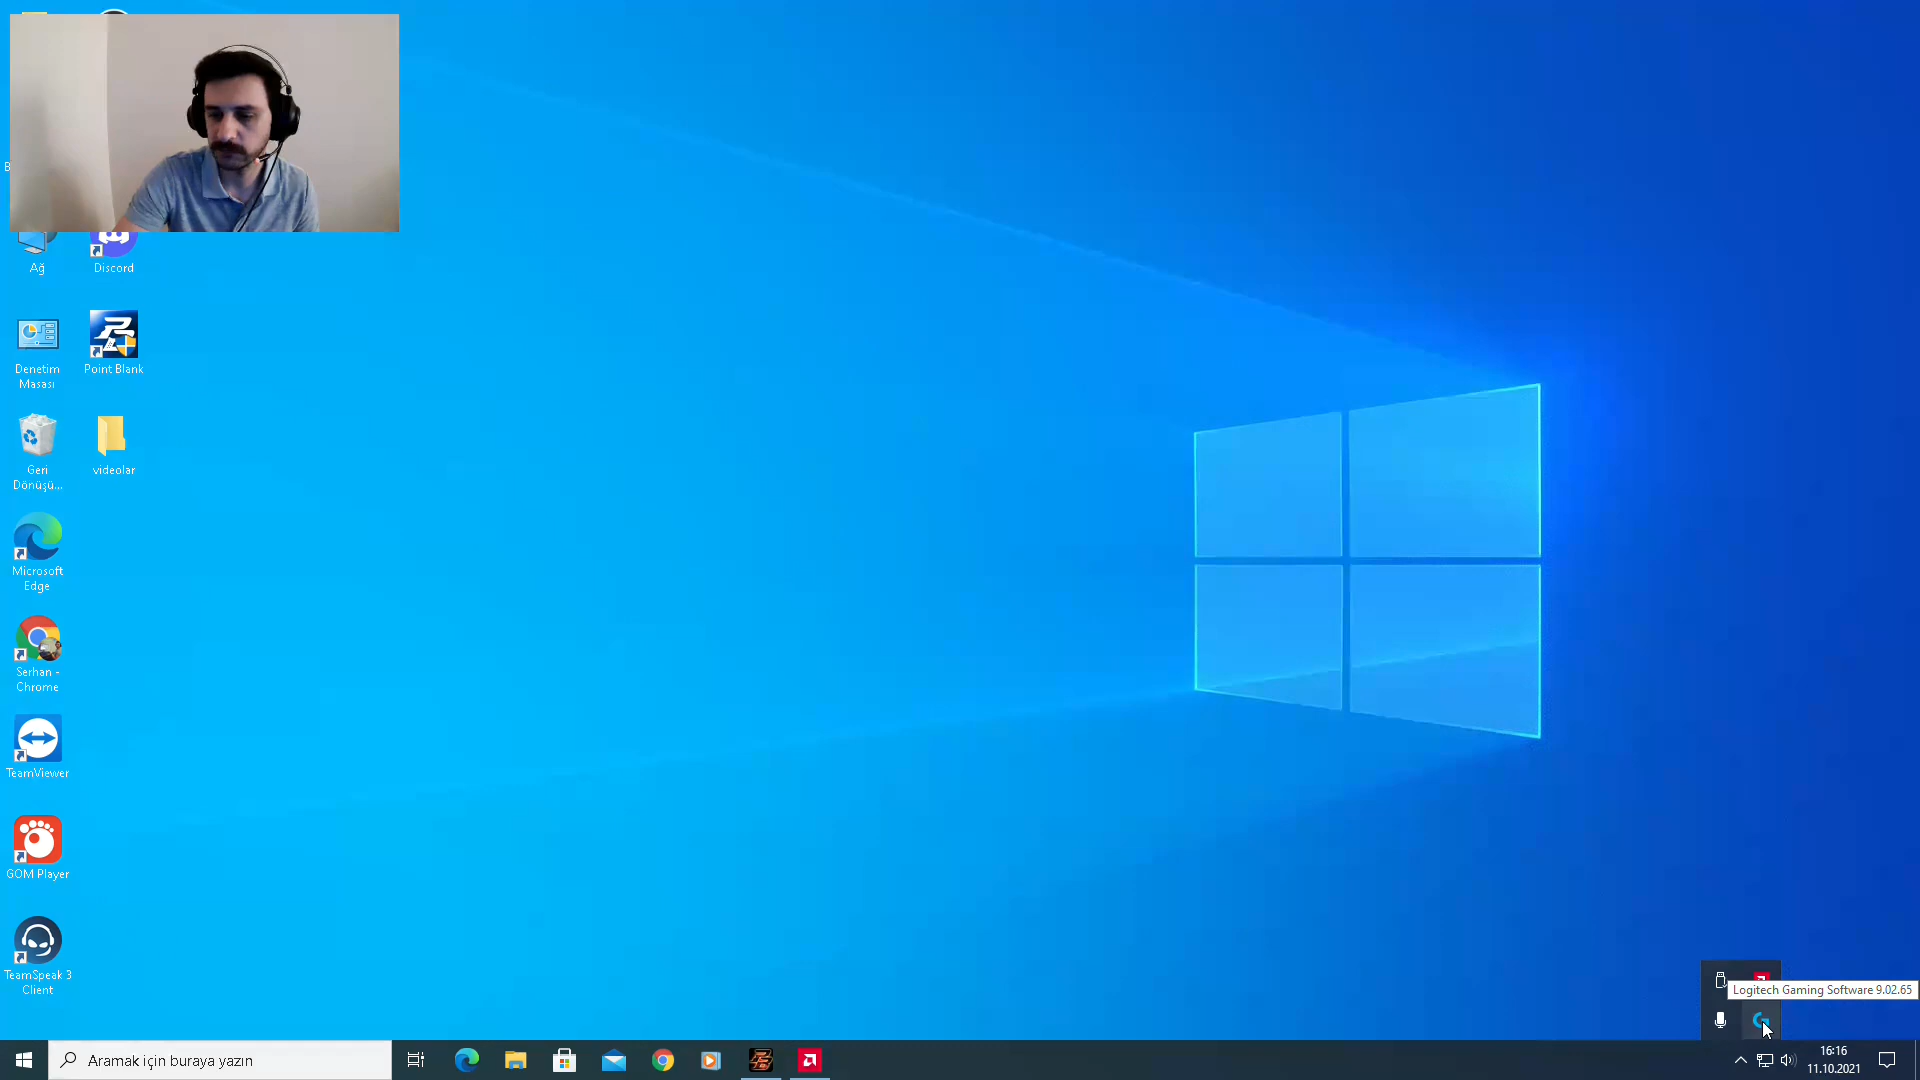 B
Ağ
Discord
Denetim
Masası
Point Blank
Geri
Dönüşü...
videolar
Microsoft
Edge
Serhan -
Chrome
TeamViewer
GOM Player
TeamSpeak 3
Client
Logitech Gaming Software 9.02.65
Aramak için buraya yazın
16:16
11.10.2021